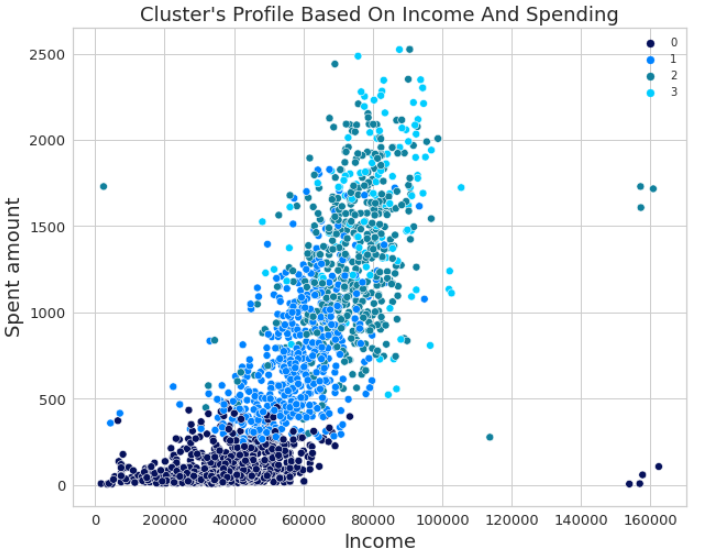 Cluster's Profile Based On Income And Spending
0
1
2
3
Spent amount
2500
2000
1500
1000
500
0
0 20000 40000 60000 80000 100000 120000 140000 160000
Income